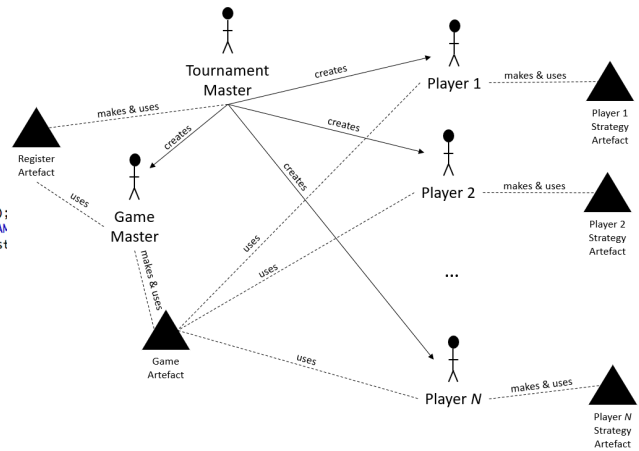 Tournament
Master
creates
Player 1
makes & uses
Player 1
Strategy
Artefact
makes & uses
Register
Artefact
creates
creates
Player 2
makes & uses
Player 2
Strategy
Artefact
uses
Game
Master
creates
uses
uses
...
makes & uses
Game
Artefact
uses
Player N
makes & uses
Player N
Strategy
Artefact
);